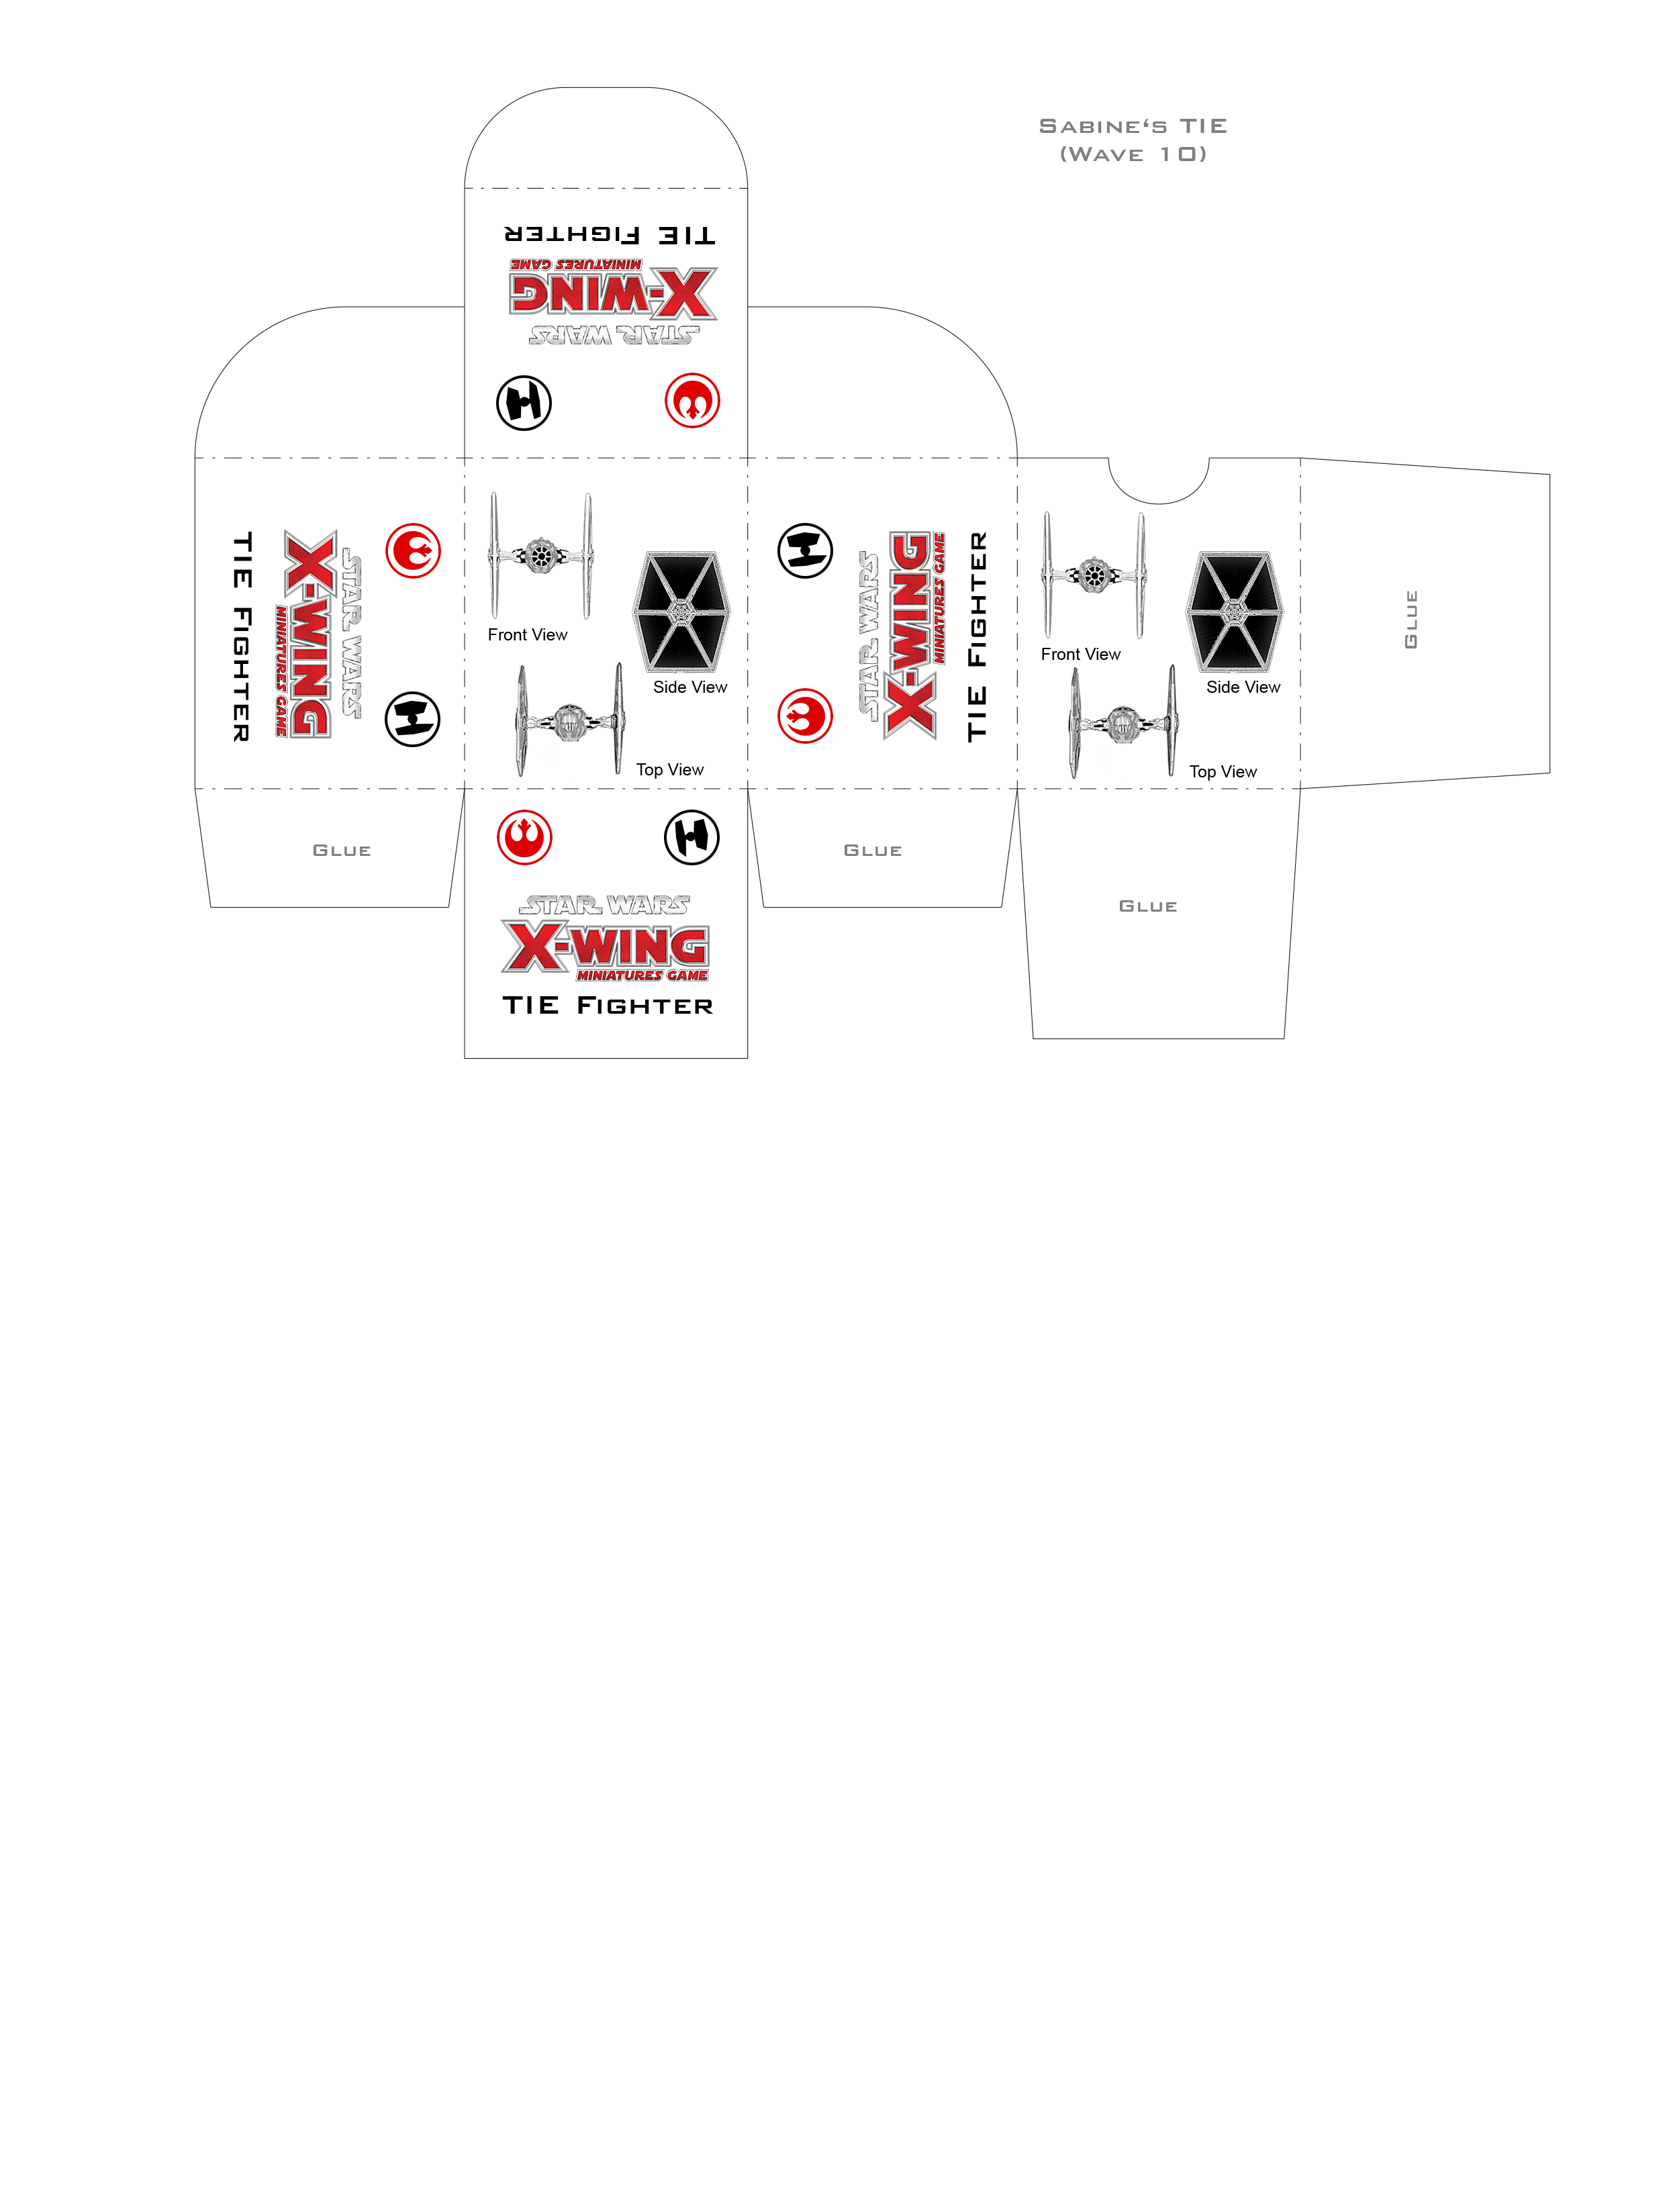 Sabine‘s TIE
(Wave 10)
TIE Fighter
X-WING
MINIATURES GAME
STAR WARS
STAR WARS
X-WING
MINIATURES GAME
TIE Fighter
Front View
Side View
Top View
STAR WARS
X-WING
MINIATURES GAME
TIE Fighter
Front View
Side View
Top View
Glue
Glue
Glue
Glue
STAR WARS
X-WING
MINIATURES GAME
TIE Fighter